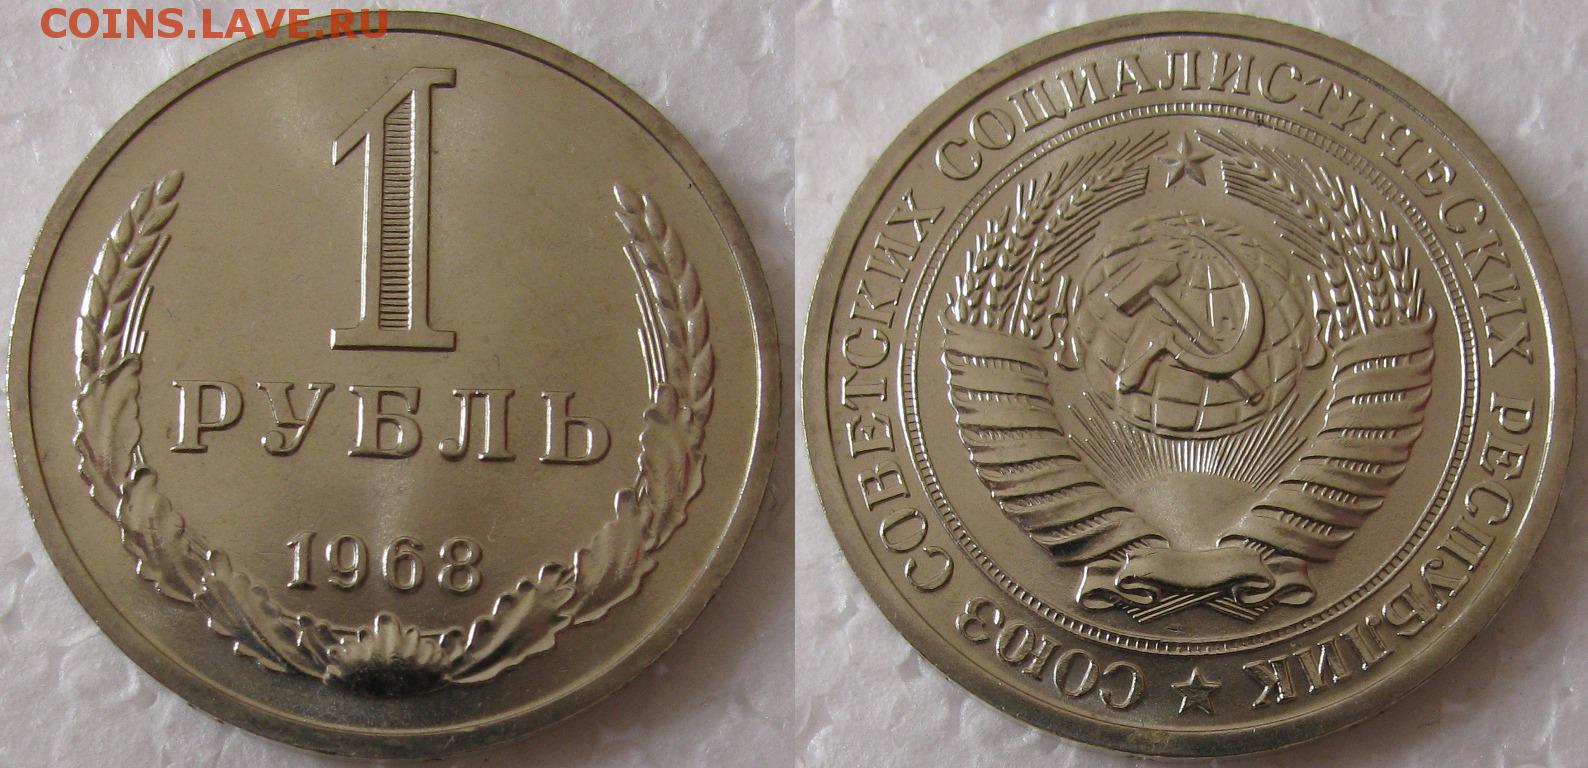 COINS.LAVE.RU
1
РУБЛЬ
1968
СОЮЗ СОВЕТСКИХ СОЦИАЛИСТИЧЕСКИХ РЕСПУБЛИК